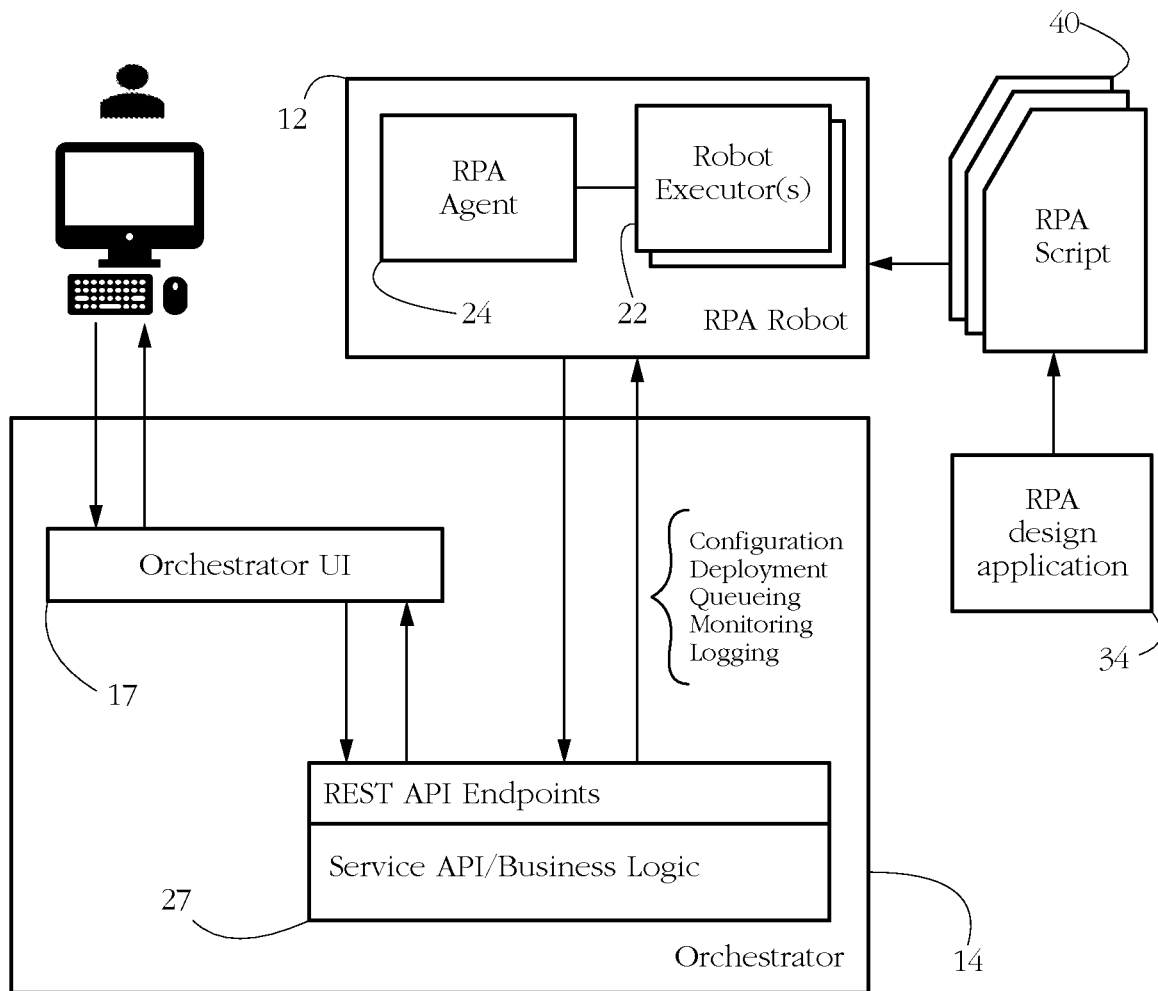 40
12
RPA
Agent
Robot
Executor(s)
RPA
Script
24
22
RPA Robot
Orchestrator UI
17
Configuration
Deployment
Queueing
Monitoring
Logging
RPA
design
application
34
REST API Endpoints
Service API/Business Logic
27
Orchestrator
14